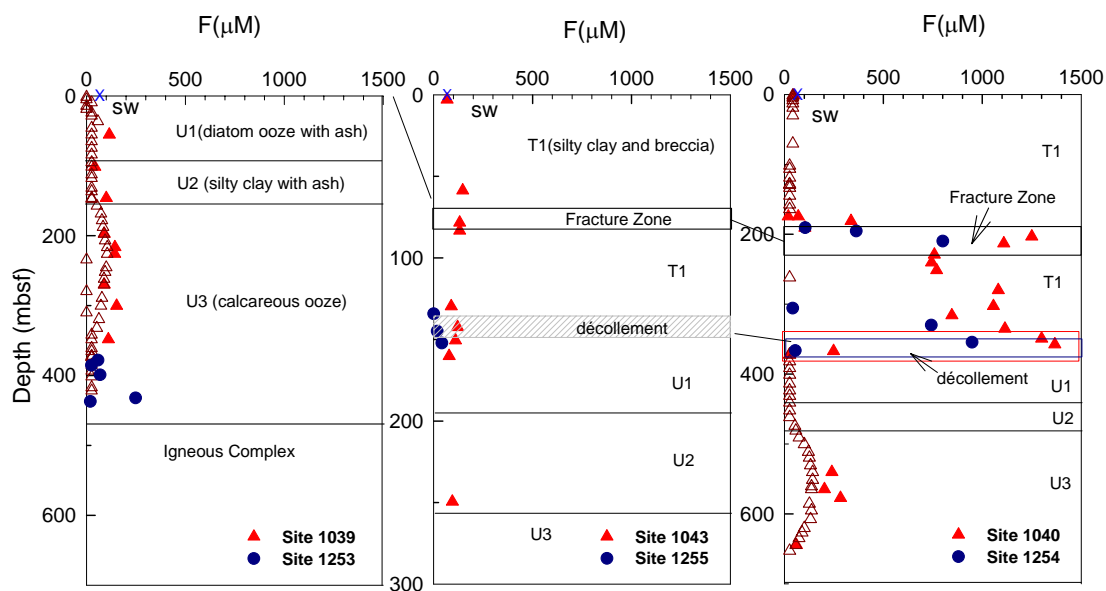 F(μM)
0 500 1000 1500
SW
U1(diatom ooze with ash)
U2 (silty clay with ash)
U3 (calcareous ooze)
Igneous Complex
Depth (mbsf)
0
200
400
600
Site 1039
Site 1253
F(μM)
0 500 1000 1500
SW
T1(silty clay and breccia)
Fracture Zone
T1
décollement
U1
U2
U3
0
100
200
300
Site 1043
Site 1255
F(μM)
0 500 1000 1500
SW
T1
Fracture Zone
T1
décollement
U1
U2
U3
0
200
400
600
Site 1040
Site 1254